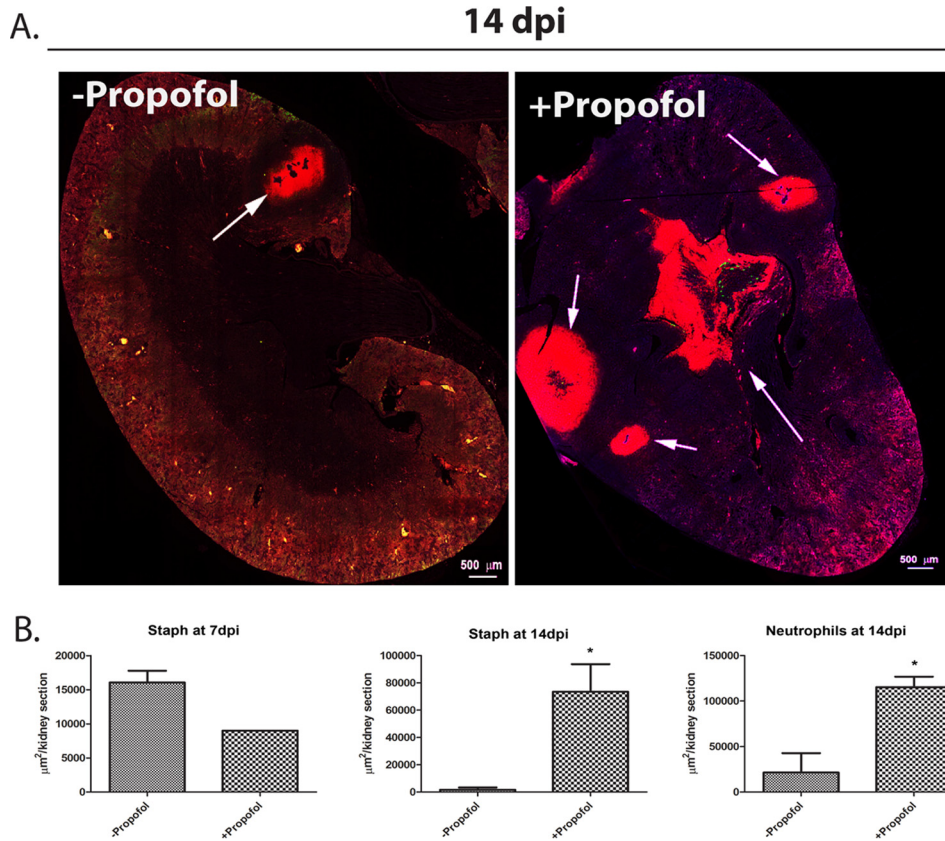 A.
14 dpi
-Propofol
+Propofol
500 μm
500 μm
B.
Staph at 7dpi
μm²/kidney section
20000
15000
10000
5000
0
-Propofol
+Propofol
Staph at 14dpi
μm²/kidney section
100000
80000
60000
40000
20000
0
*
-Propofol
+Propofol
Neutrophils at 14dpi
μm²/kidney section
150000
100000
50000
0
*
-Propofol
+Propofol